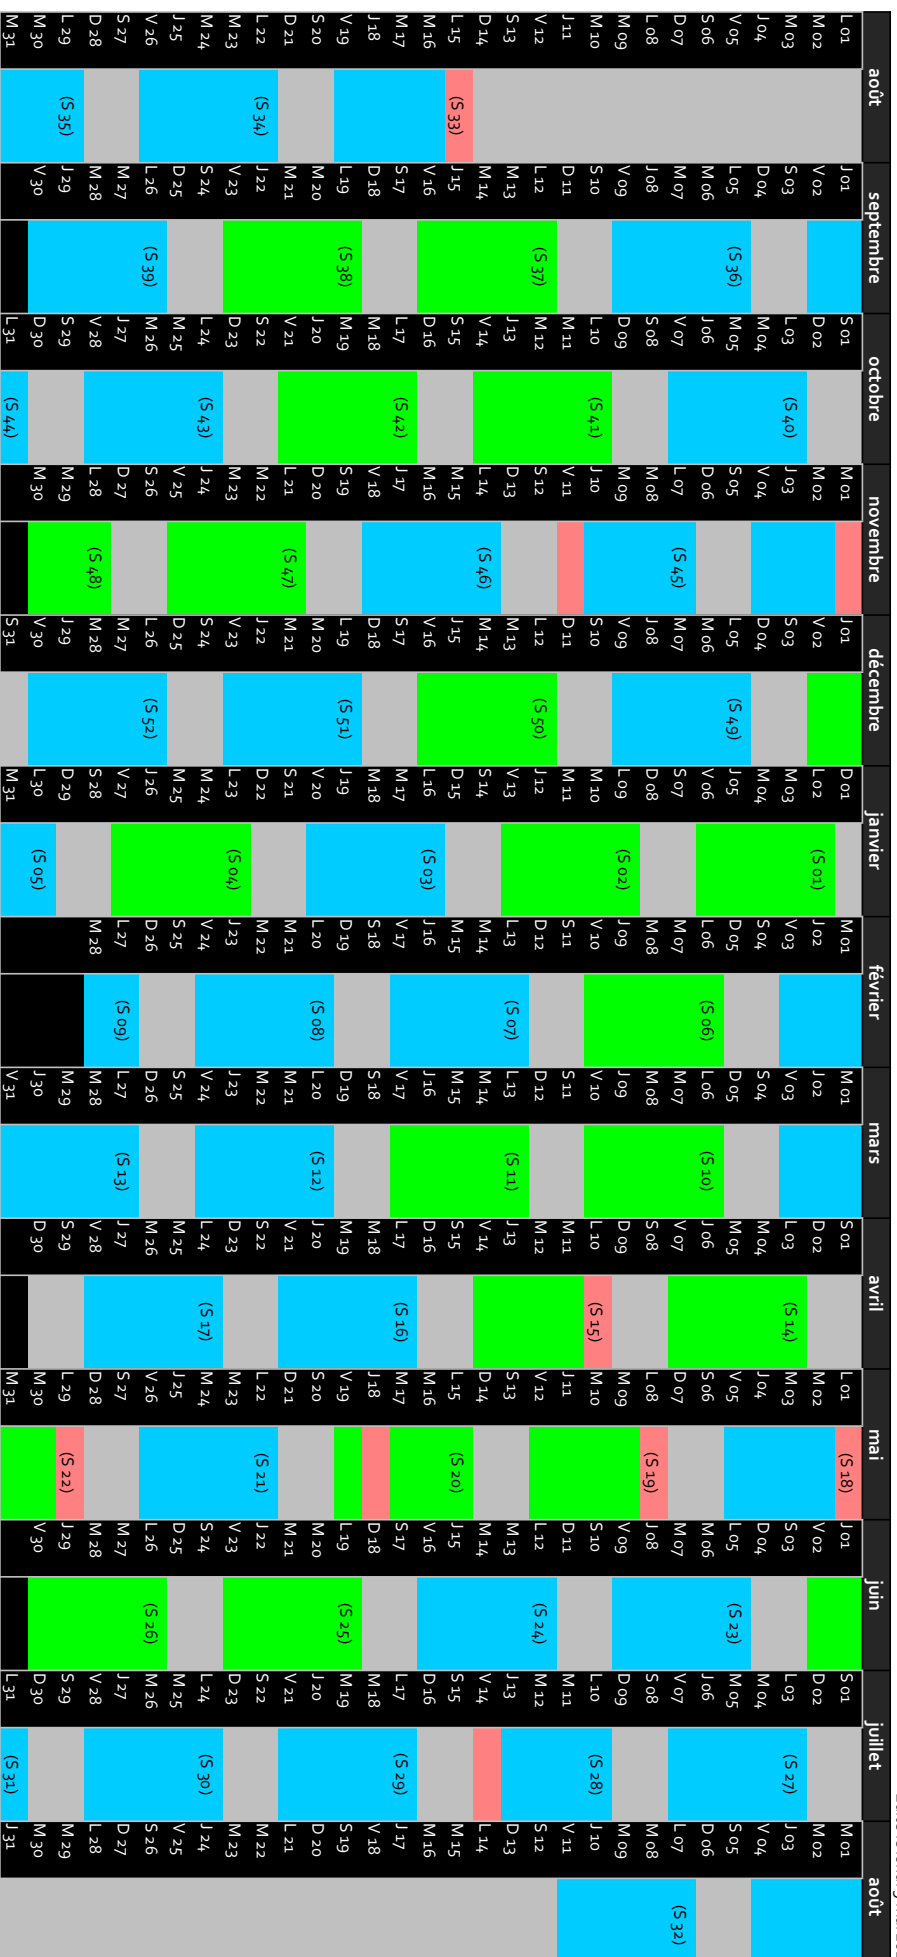 août septembre octobre novembre décembre janvier février mars avril mai juin juillet août
L 01 J 01 S 01 M 01 J 01 D 01 M 01 M 01 S 01 L 01 (S 18) J 01 S 01 M 01
M 02 V 02 D 02 M 02 V 02 L 02 (S 01) J 02 J 02 D 02 M 02 V 02 D 02 M 02
M 03 S 03 L 03 (S 40) J 03 S 03 M 03 V 03 V 03 L 03 (S 14) M 03 S 03 L 03 (S 27) J 03
J 04 D 04 M 04 V 04 D 04 M 04 S 04 S 04 M 04 J 04 D 04 M 04 V 04
V 05 L 05 (S 36) M 05 S 05 L 05 (S 49) J 05 D 05 D 05 M 05 V 05 L 05 (S 23) M 05 S 05
S 06 M 06 J 06 D 06 M 06 V 06 L 06 (S 06) L 06 (S 10) J 06 S 06 M 06 J 06 D 06
D 07 M 07 V 07 L 07 (S 45) M 07 S 07 M 07 M 07 V 07 D 07 M 07 V 07 L 07 (S 32)
L 08 J 08 S 08 M 08 J 08 D 08 M 08 M 08 S 08 L 08 (S 19) J 08 S 08 M 08
M 09 V 09 D 09 M 09 V 09 L 09 (S 02) J 09 J 09 D 09 M 09 V 09 D 09 M 09
M 10 S 10 L 10 (S 41) J 10 S 10 M 10 V 10 V 10 L 10 (S 15) M 10 S 10 L 10 (S 28) J 10
J 11 D 11 M 11 V 11 D 11 M 11 S 11 S 11 M 11 J 11 D 11 M 11 V 11
V 12 L 12 (S 37) M 12 S 12 L 12 (S 50) J 12 D 12 D 12 M 12 V 12 L 12 (S 24) M 12 S 12
S 13 M 13 J 13 D 13 M 13 V 13 L 13 (S 07) L 13 (S 11) J 13 S 13 M 13 J 13 D 13
D 14 M 14 V 14 L 14 (S 46) M 14 S 14 M 14 M 14 V 14 D 14 M 14 V 14 L 14
L 15 (S 33) J 15 S 15 M 15 J 15 D 15 M 15 M 15 S 15 L 15 (S 20) J 15 S 15 M 15
M 16 V 16 D 16 M 16 V 16 L 16 (S 03) J 16 J 16 D 16 M 16 V 16 D 16 M 16
M 17 S 17 L 17 (S 42) J 17 S 17 M 17 V 17 V 17 L 17 (S 16) M 17 S 17 L 17 (S 29) J 17
J 18 D 18 M 18 V 18 D 18 M 18 S 18 S 18 M 18 J 18 D 18 M 18 V 18
V 19 L 19 (S 38) M 19 S 19 L 19 (S 51) J 19 D 19 D 19 M 19 V 19 L 19 (S 25) M 19 S 19
S 20 M 20 J 20 D 20 M 20 V 20 L 20 (S 08) L 20 (S 12) J 20 S 20 M 20 J 20 D 20
D 21 M 21 V 21 L 21 (S 47) M 21 S 21 M 21 M 21 V 21 D 21 M 21 V 21 L 21
L 22 (S 34) J 22 S 22 M 22 J 22 D 22 M 22 M 22 S 22 L 22 (S 21) J 22 S 22 M 22
M 23 V 23 D 23 M 23 V 23 L 23 (S 04) J 23 J 23 D 23 M 23 V 23 D 23 M 23
M 24 S 24 L 24 (S 43) J 24 S 24 M 24 V 24 V 24 L 24 (S 17) M 24 S 24 L 24 (S 30) J 24
J 25 D 25 M 25 V 25 D 25 M 25 S 25 S 25 M 25 J 25 D 25 M 25 V 25
V 26 L 26 (S 39) M 26 S 26 L 26 (S 52) J 26 D 26 D 26 M 26 V 26 L 26 (S 26) M 26 S 26
S 27 M 27 J 27 D 27 M 27 V 27 L 27 (S 09) L 27 (S 13) J 27 S 27 M 27 J 27 D 27
D 28 M 28 V 28 L 28 (S 48) M 28 S 28 M 28 M 28 V 28 D 28 M 28 V 28 L 28
L 29 (S 35) J 29 S 29 M 29 J 29 D 29 M 29 S 29 L 29 (S 22) J 29 S 29 M 29
M 30 V 30 D 30 M 30 V 30 L 30 (S 05) J 30 D 30 M 30 V 30 D 30 M 30
M 31 L 31 (S 44) S 31 M 31 V 31 M 31 L 31 (S 31) J 31